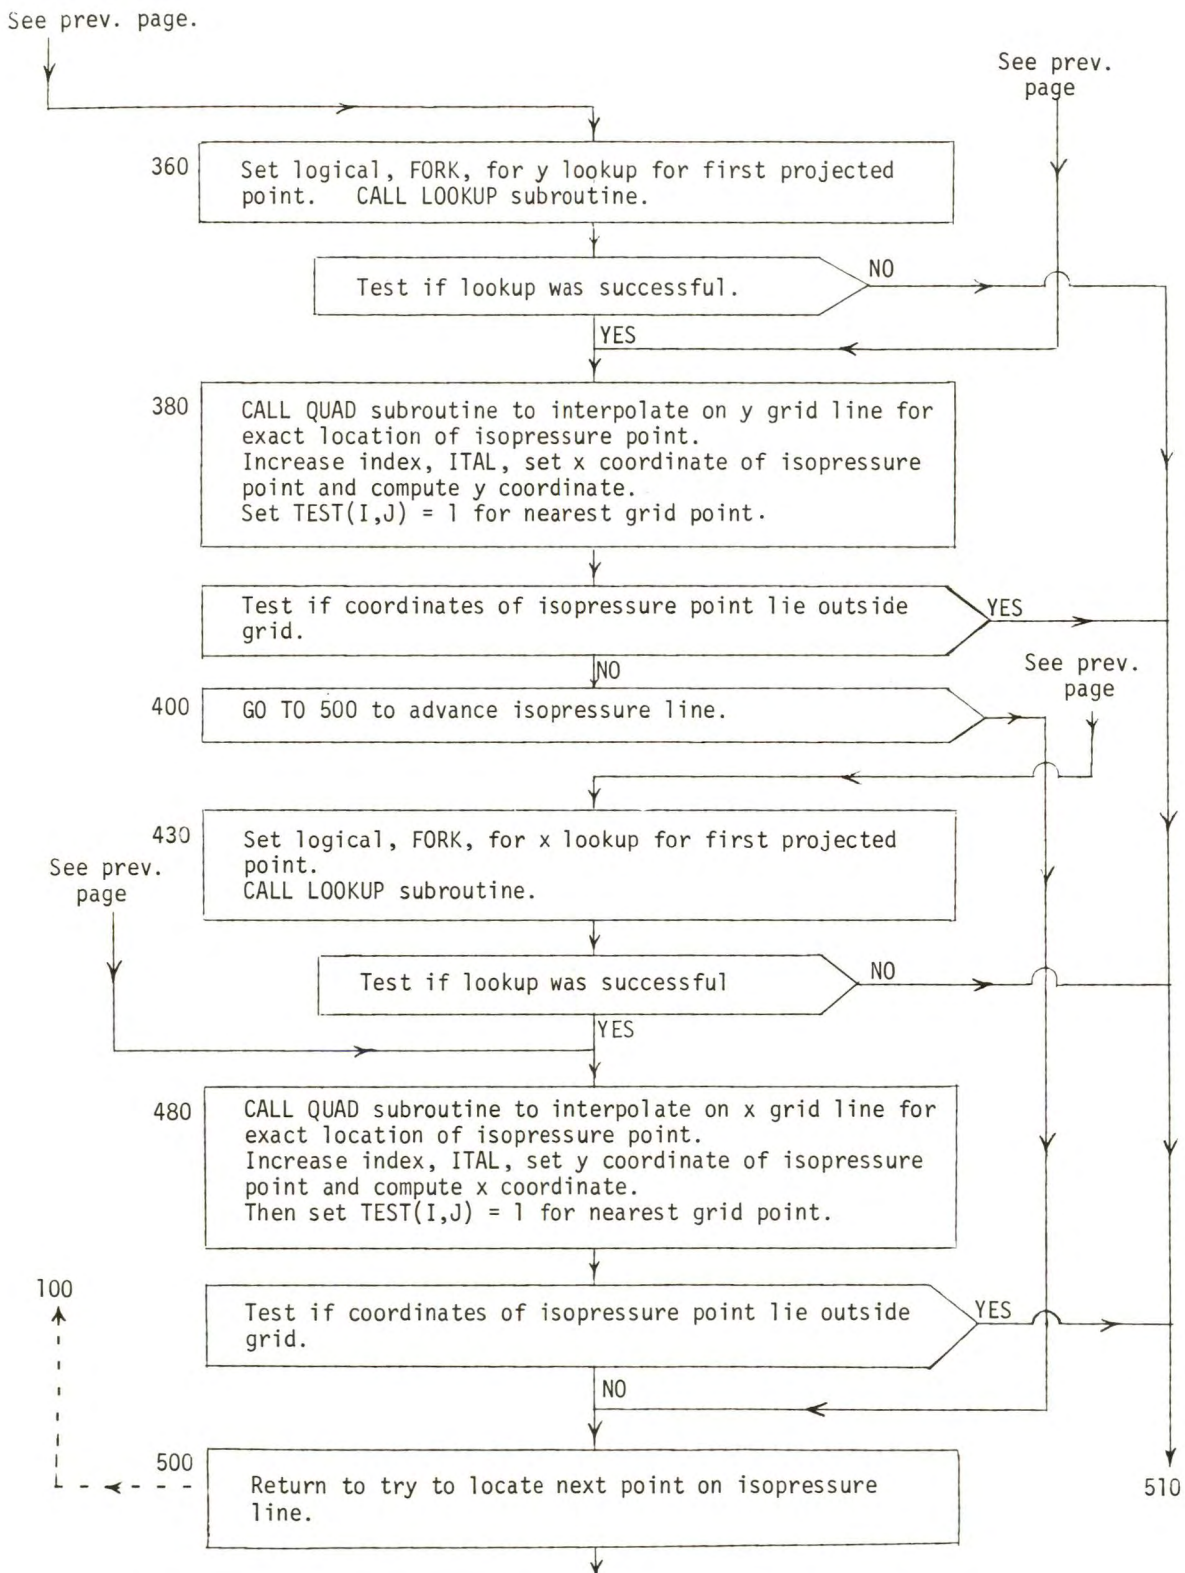 See prev. page.
See prev.
page
360
Set logical, FORK, for y lookup for first projected
point. CALL LOOKUP subroutine.
Test if lookup was successful.
NO
YES
380
CALL QUAD subroutine to interpolate on y grid line for
exact location of isopressure point.
Increase index, ITAL, set x coordinate of isopressure
point and compute y coordinate.
Set TEST(I,J) = 1 for nearest grid point.
Test if coordinates of isopressure point lie outside
grid.
YES
NO
See prev.
page
400
GO TO 500 to advance isopressure line.
430
Set logical, FORK, for x lookup for first projected
point.
CALL LOOKUP subroutine.
See prev.
page
Test if lookup was successful
NO
YES
480
CALL QUAD subroutine to interpolate on x grid line for
exact location of isopressure point.
Increase index, ITAL, set y coordinate of isopressure
point and compute x coordinate.
Then set TEST(I,J) = 1 for nearest grid point.
100
Test if coordinates of isopressure point lie outside
grid.
YES
NO
500
Return to try to locate next point on isopressure
line.
510